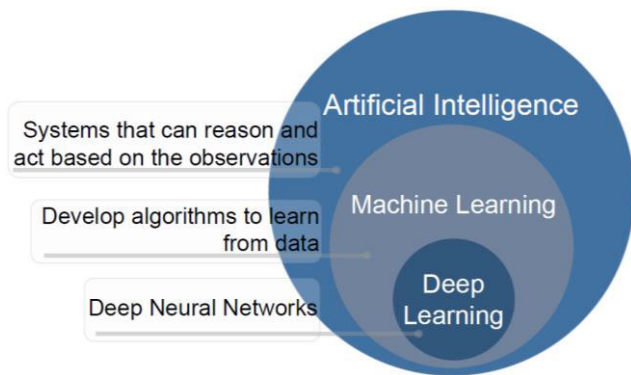 Artificial Intelligence
Systems that can reason and
act based on the observations
Machine Learning
Develop algorithms to learn
from data
Deep
Learning
Deep Neural Networks